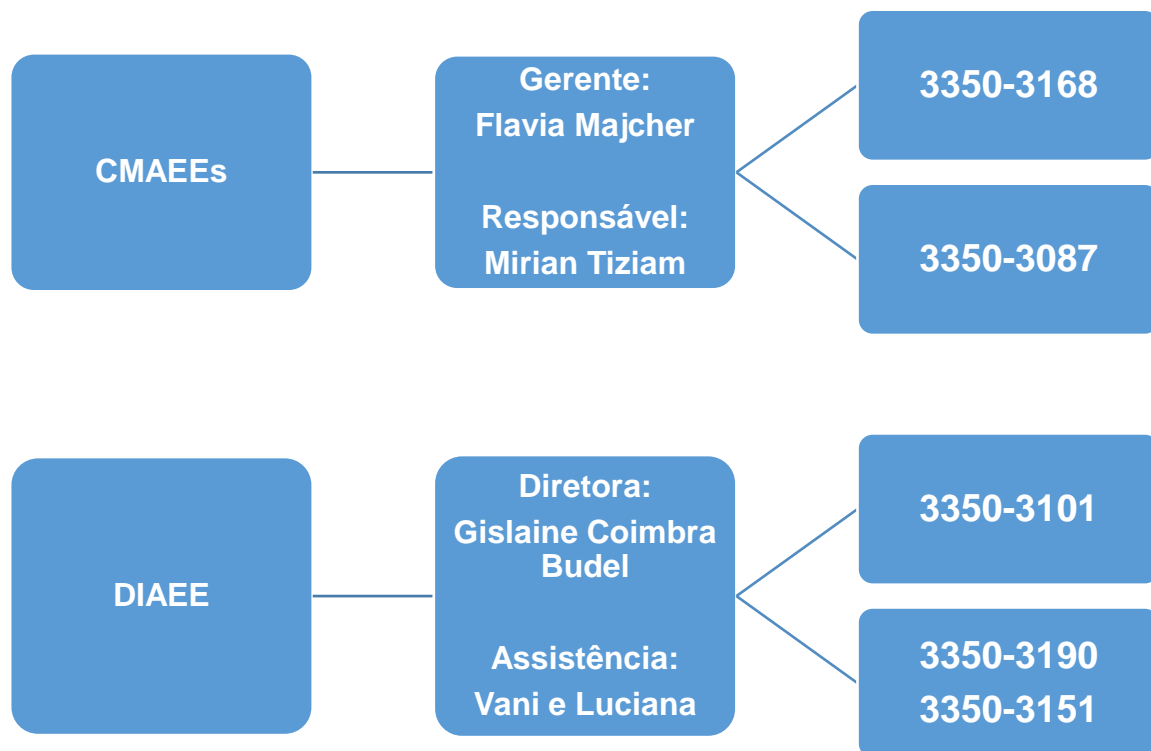 CMAEEs
Gerente:
Flavia Majcher
Responsável:
Mirian Tiziam
3350-3168
3350-3087
DIAEE
Diretora:
Gislaine Coimbra
Budel
Assistência:
Vani e Luciana
3350-3101
3350-3190
3350-3151